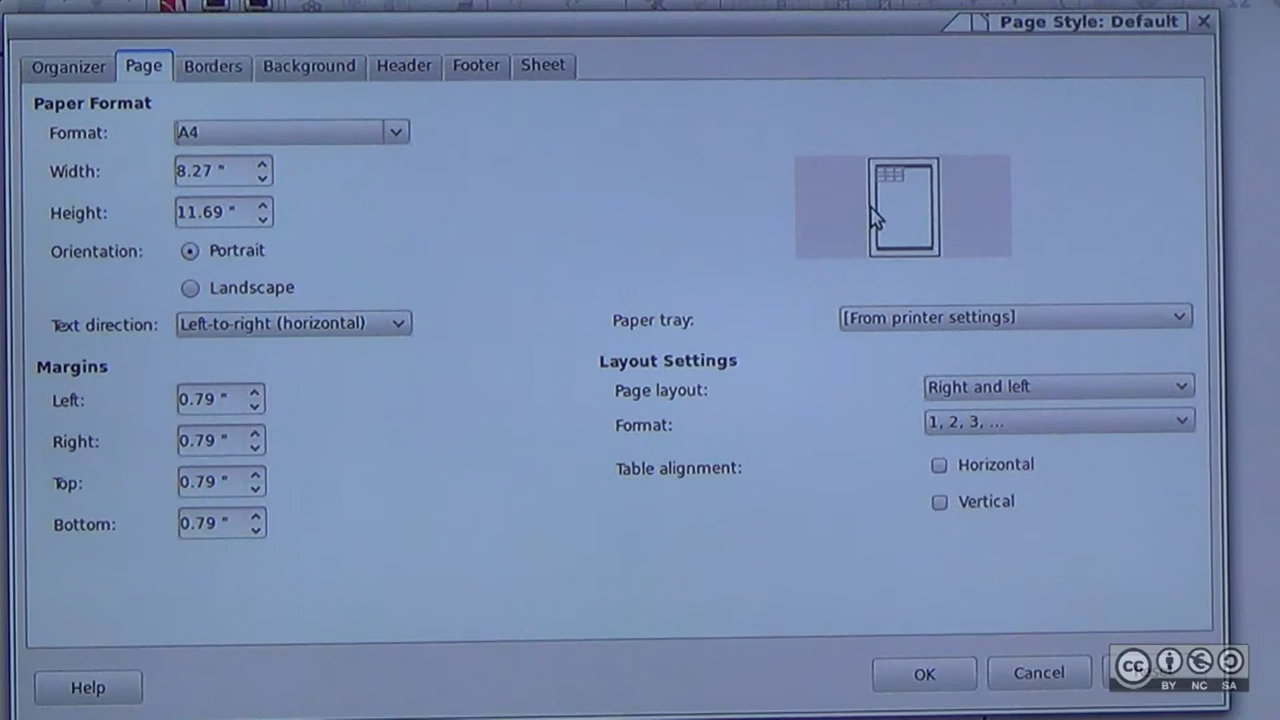 Page Style: Default
Organizer Page Borders Background Header Footer Sheet
Paper Format
Format: A4
Width: 8.27 "
Height: 11.69 "
Orientation: Portrait
Landscape
Text direction: Left-to-right (horizontal)
Paper tray: [From printer settings]
Margins
Left: 0.79 "
Right: 0.79 "
Top: 0.79 "
Bottom: 0.79 "
Layout Settings
Page layout: Right and left
Format: 1, 2, 3, ...
Table alignment: Horizontal
Vertical
Help
OK
Cancel
cc
BY NC SA